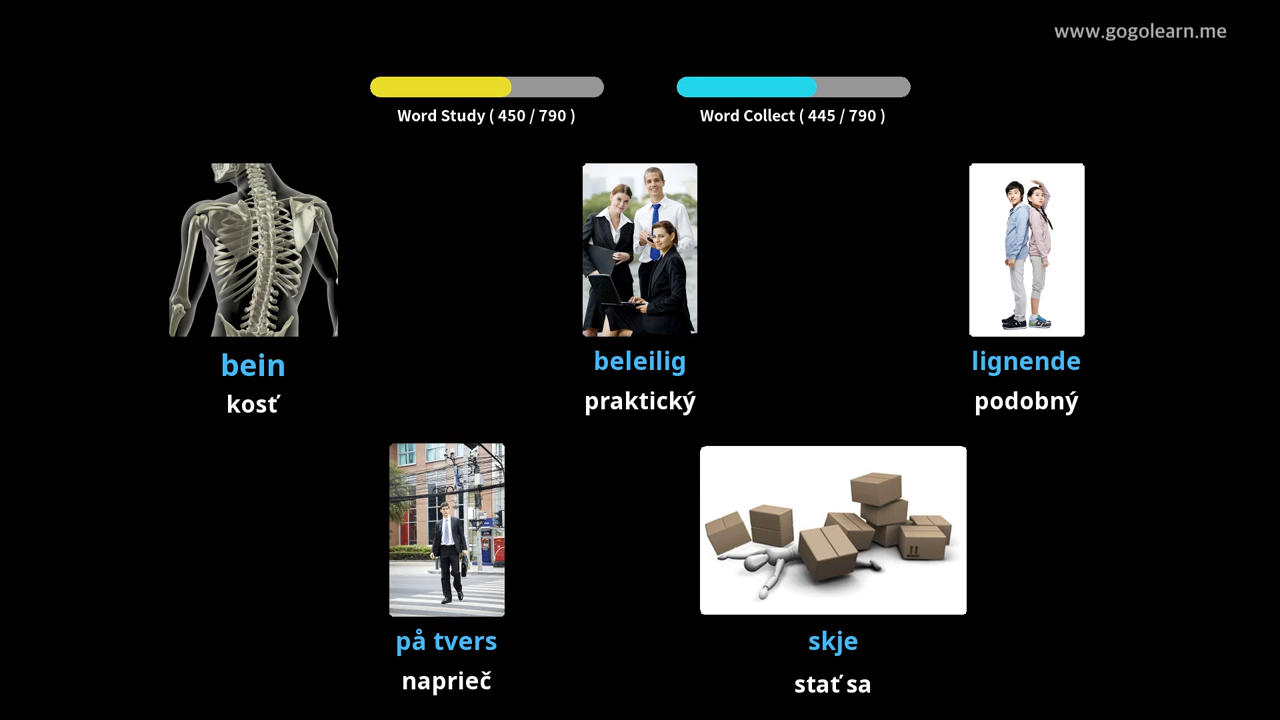 www.gogolearn.me
Word Study ( 450 / 790 )
Word Collect ( 445 / 790 )
bein
kosť
beleilig
praktický
lignende
podobný
på tvers
naprieč
skje
stať sa